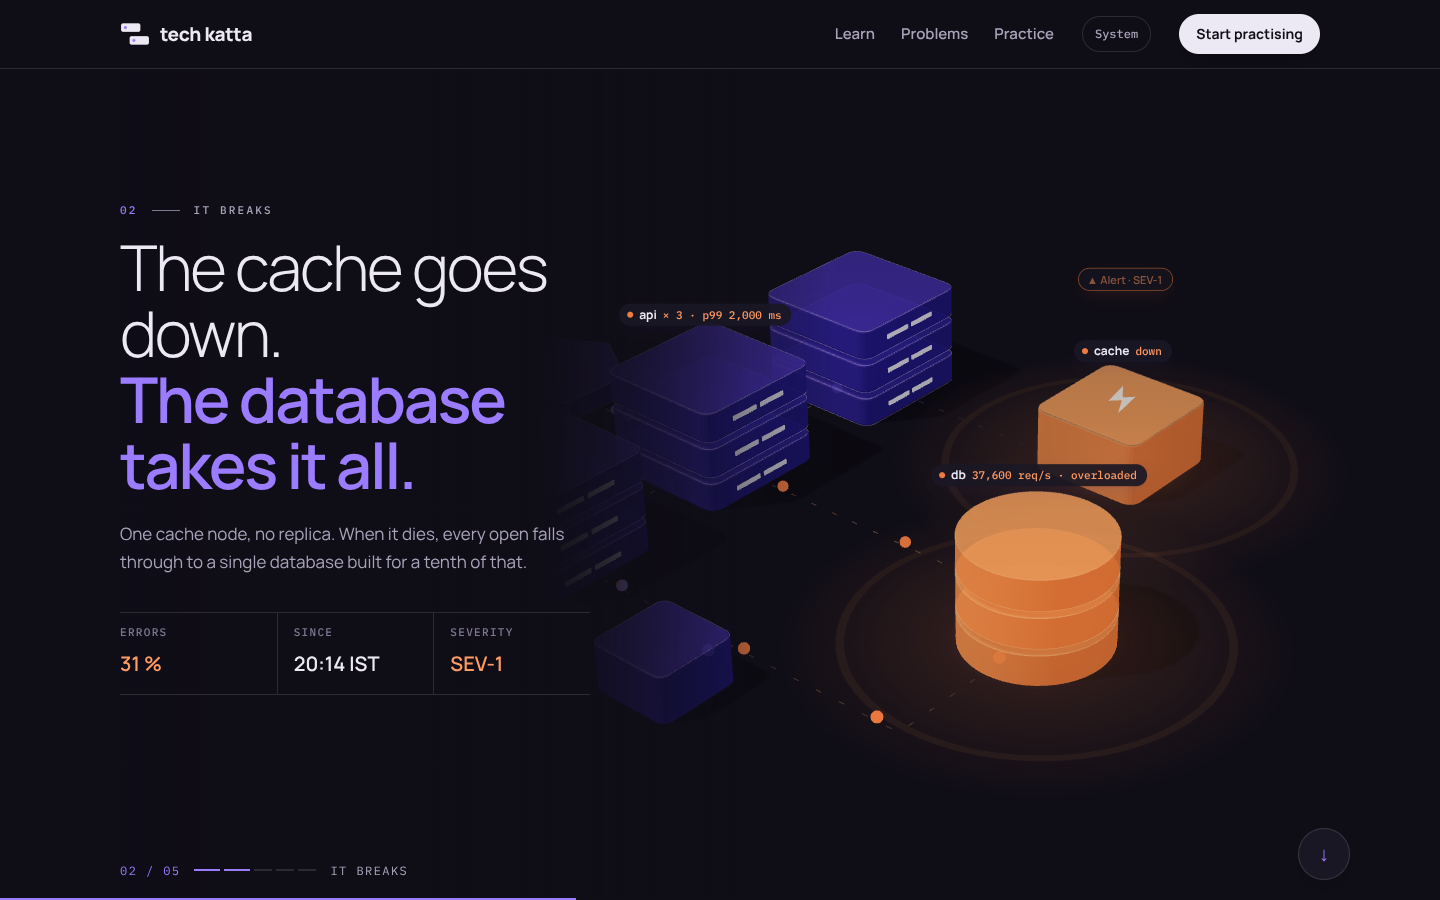 tech katta
Learn Problems Practice System Start practising
02 IT BREAKS
The cache goes
down.
The database
takes it all.
One cache node, no replica. When it dies, every open falls
through to a single database built for a tenth of that.
ERRORS SINCE SEVERITY
31 % 20:14 IST SEV-1
api × 3 · p99 2,000 ms
▲ Alert · SEV-1
cache down
db 37,600 req/s · overloaded
02 / 05 IT BREAKS
↓